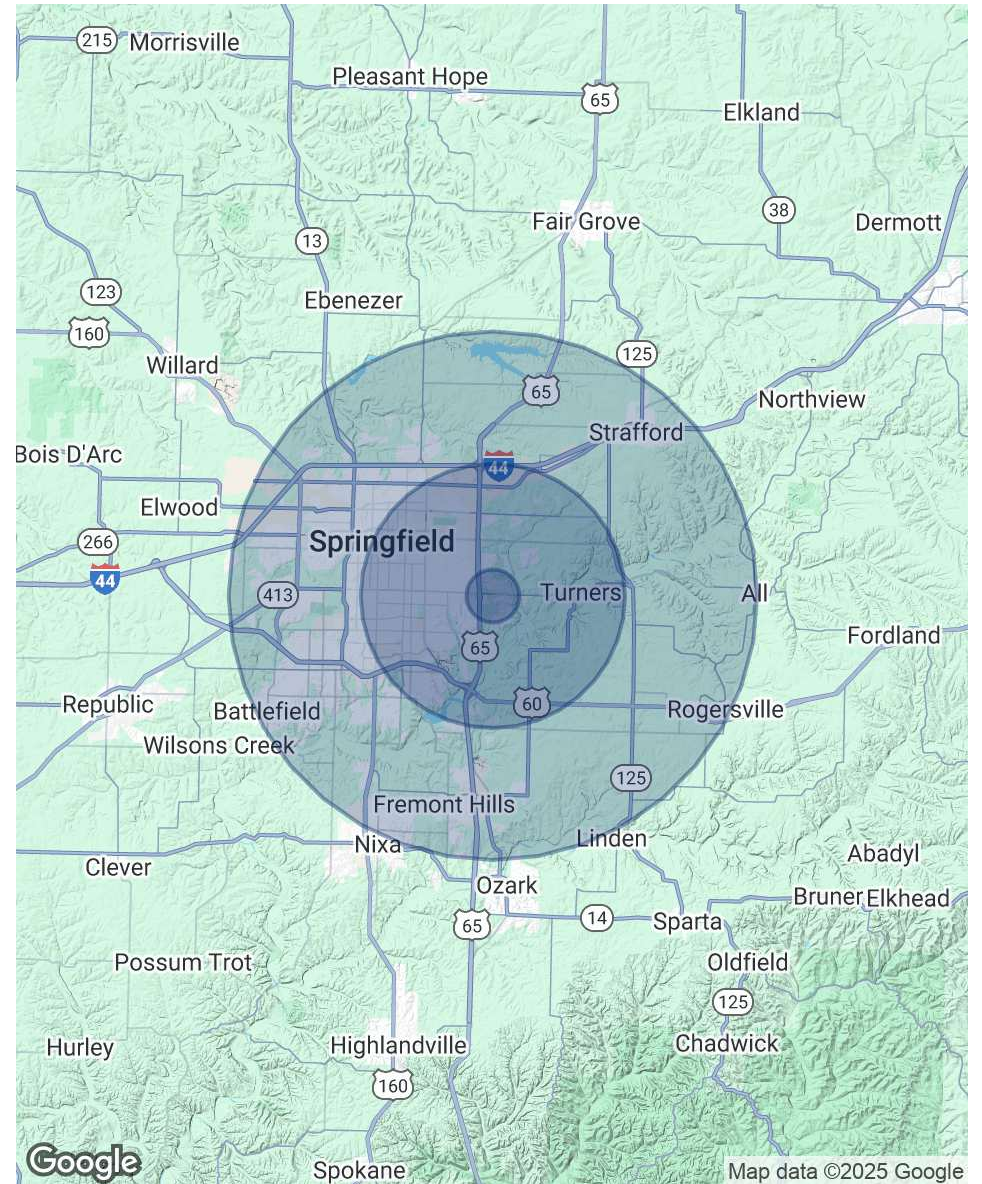 215
Morrisville
Pleasant Hope
65
Elkland
38
Fair Grove
Dermott
13
123
Ebenezer
160
125
Willard
65
Northview
Strafford
Bois D'Arc
44
Elwood
Springfield
266
44
413
Turners
All
65
Fordland
Republic
Battlefield
60
Rogersville
Wilsons Creek
125
Fremont Hills
Nixa
Linden
Clever
Abadyl
Ozark
Bruner
Elkhead
65
14
Sparta
Possum Trot
Oldfield
125
Hurley
Highlandville
Chadwick
160
Google
Spokane
Map data ©2025 Google